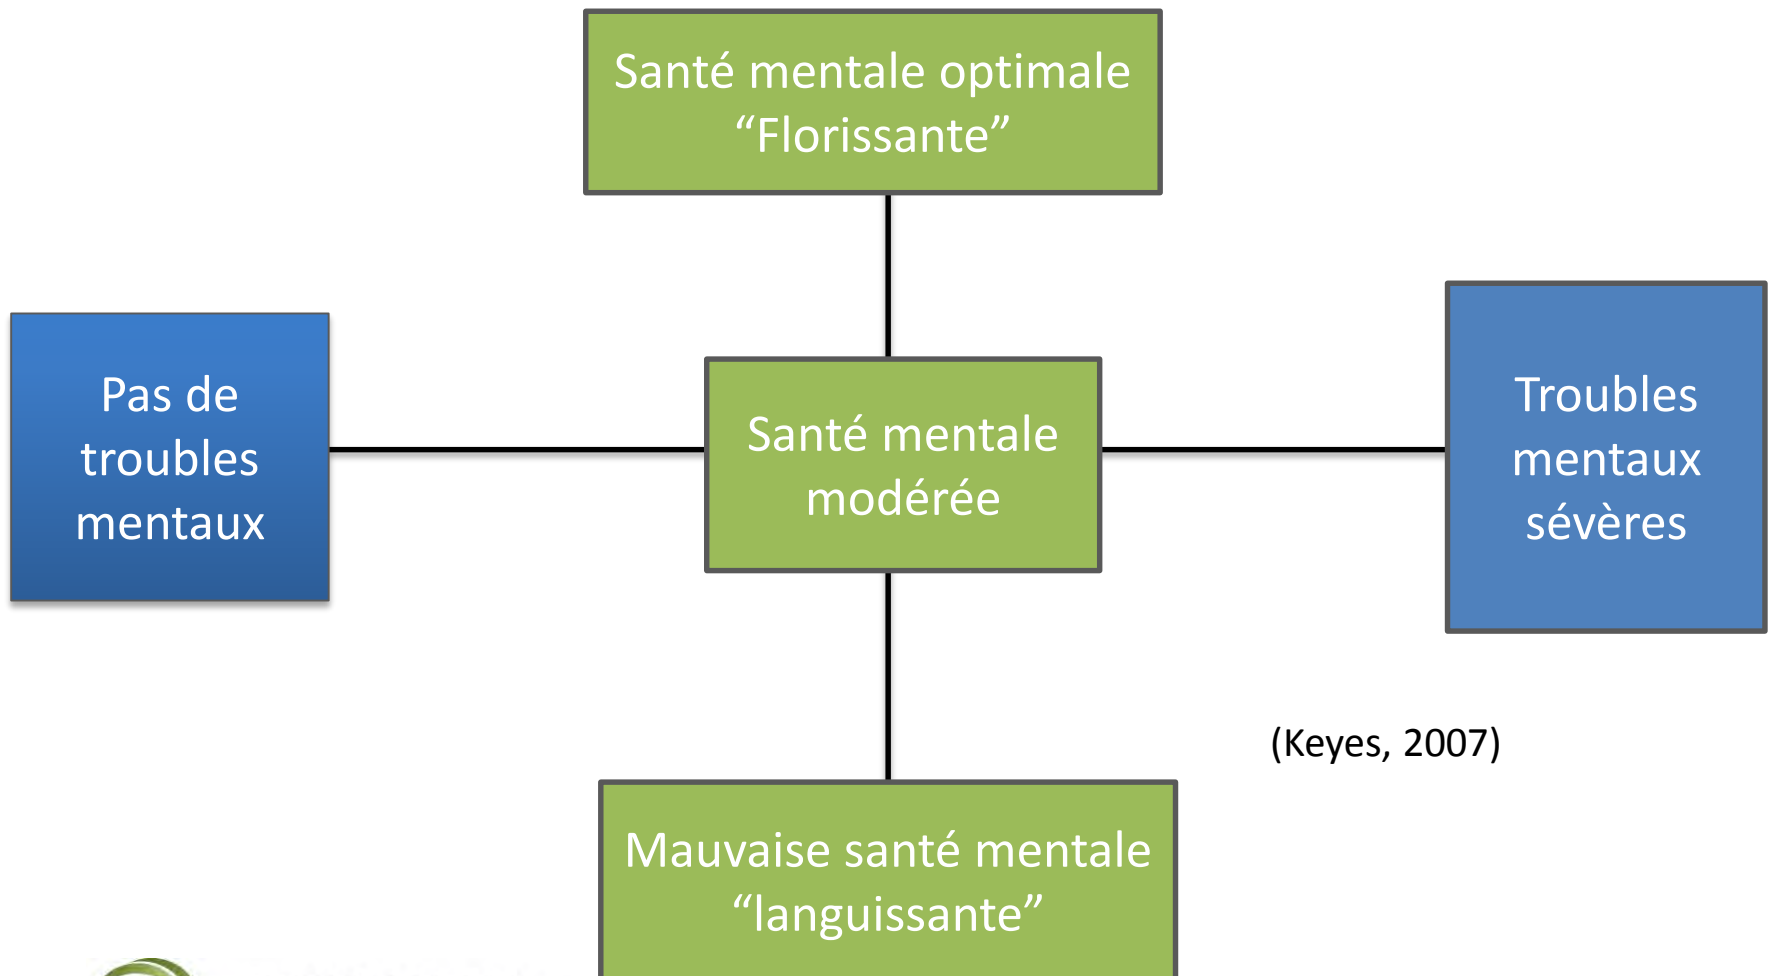 Santé mentale optimale
“Florissante”
Pas de
troubles
mentaux
Santé mentale
modérée
Troubles
mentaux
sévères
(Keyes, 2007)
Mauvaise santé mentale
“languissante”